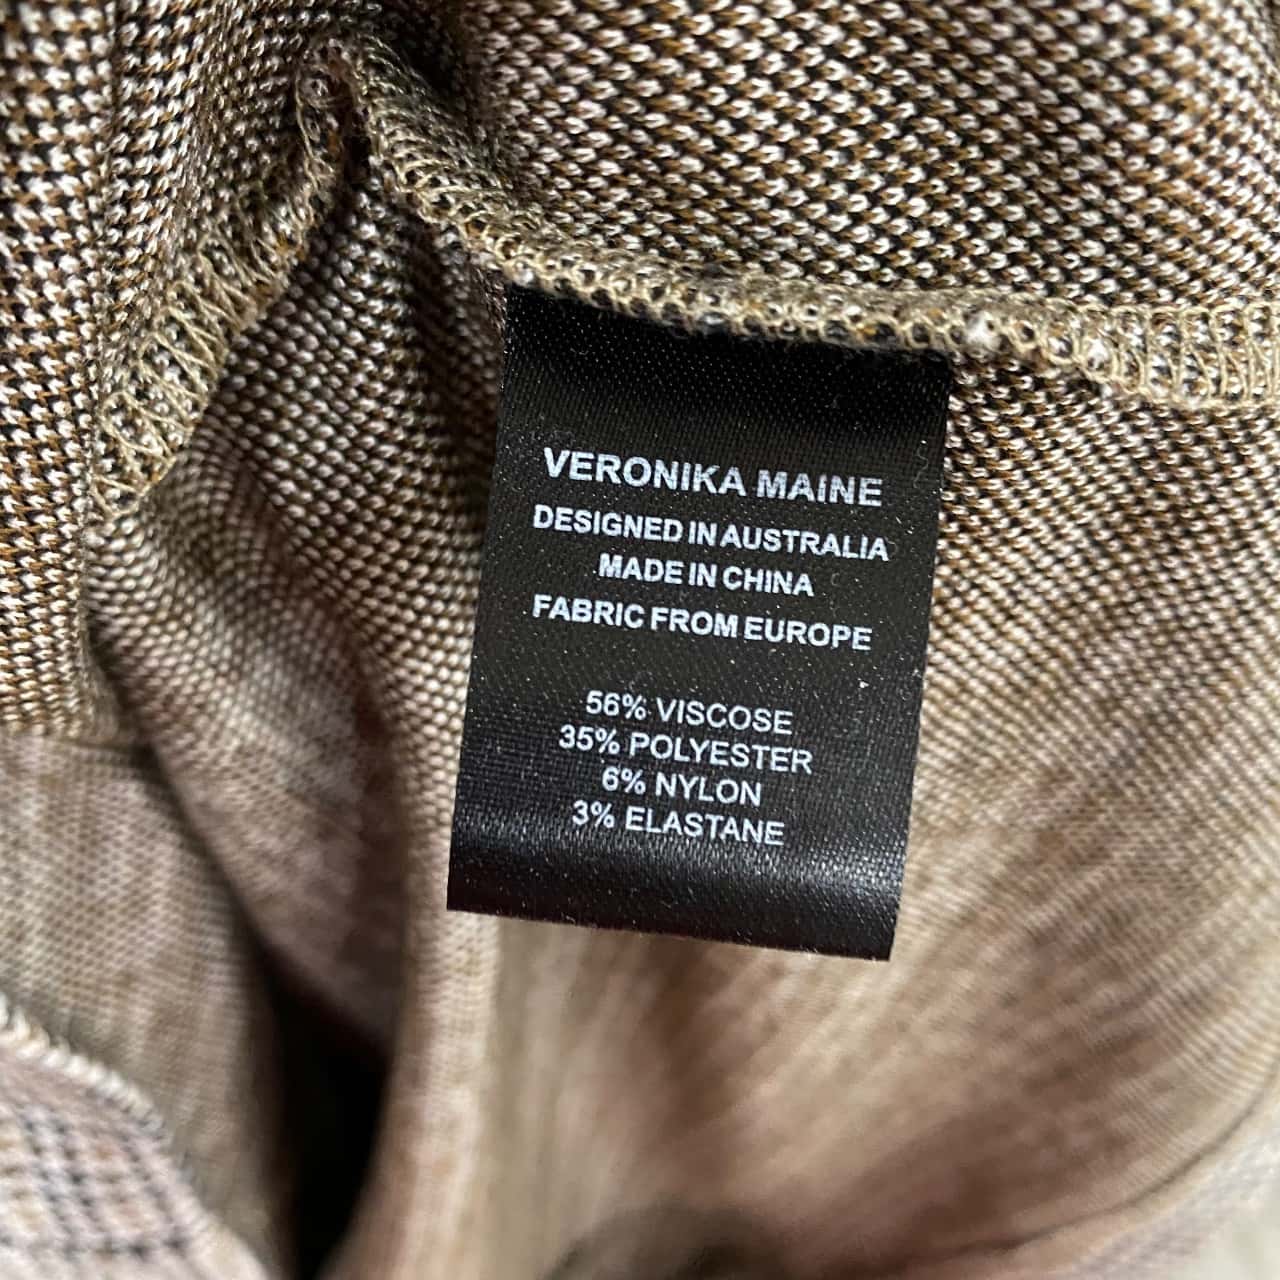 VERONIKA MAINE
DESIGNED IN AUSTRALIA
MADE IN CHINA
FABRIC FROM EUROPE
56% VISCOSE
35% POLYESTER
6% NYLON
3% ELASTANE